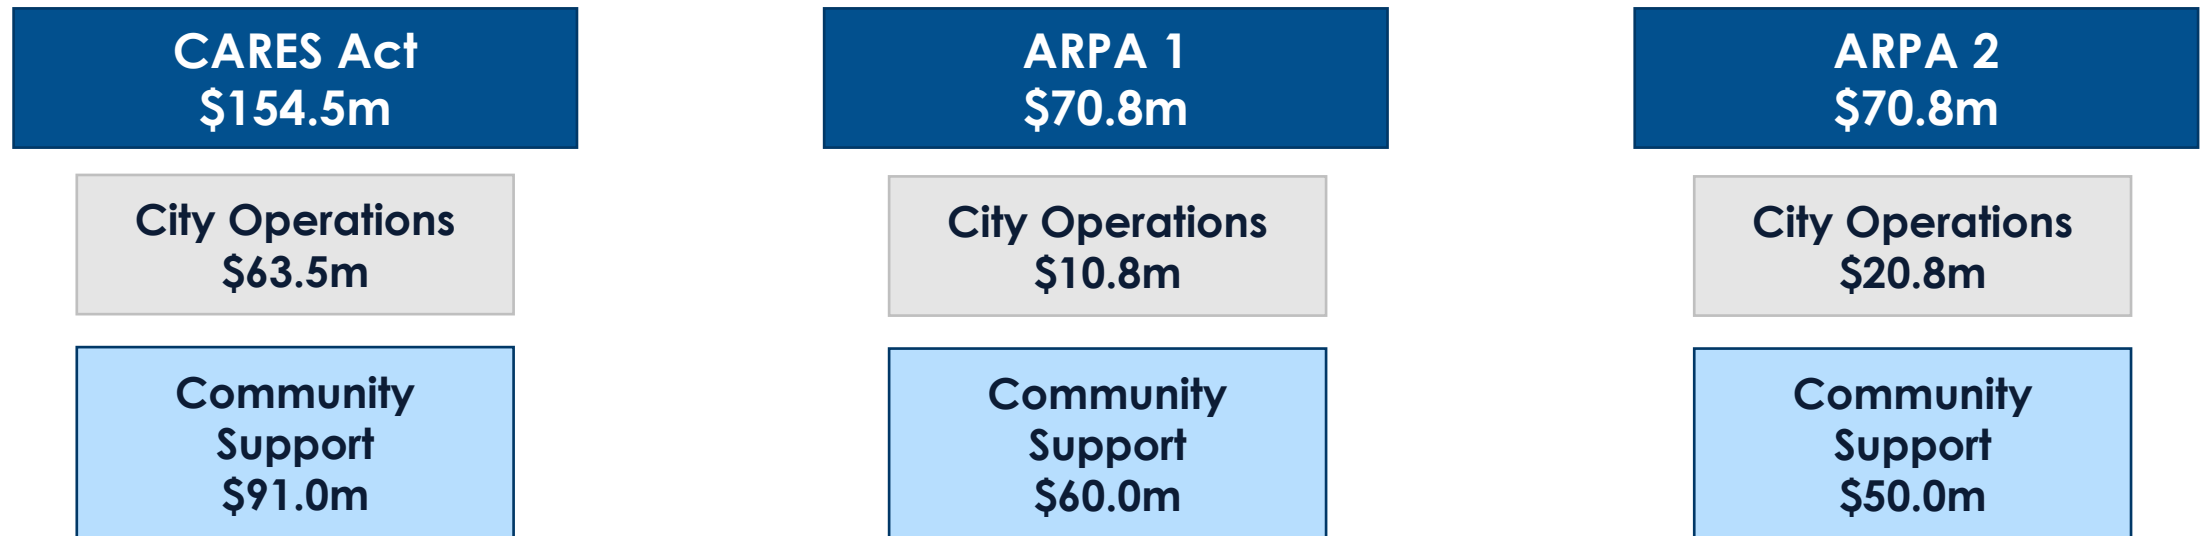 CARES Act
$154.5m
City Operations
$63.5m
Community
Support
$91.0m
ARPA 1
$70.8m
City Operations
$10.8m
Community
Support
$60.0m
ARPA 2
$70.8m
City Operations
$20.8m
Community
Support
$50.0m